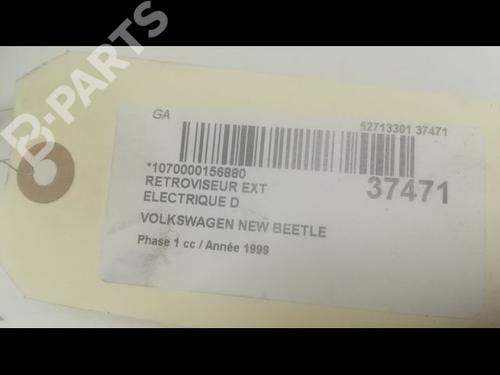 B-PARTS
GA
52713301 37471
*1070000156880
37471
RETROVISEUR EXT
ELECTRIQUE D
VOLKSWAGEN NEW BEETLE
Phase 1 cc / Année 1999